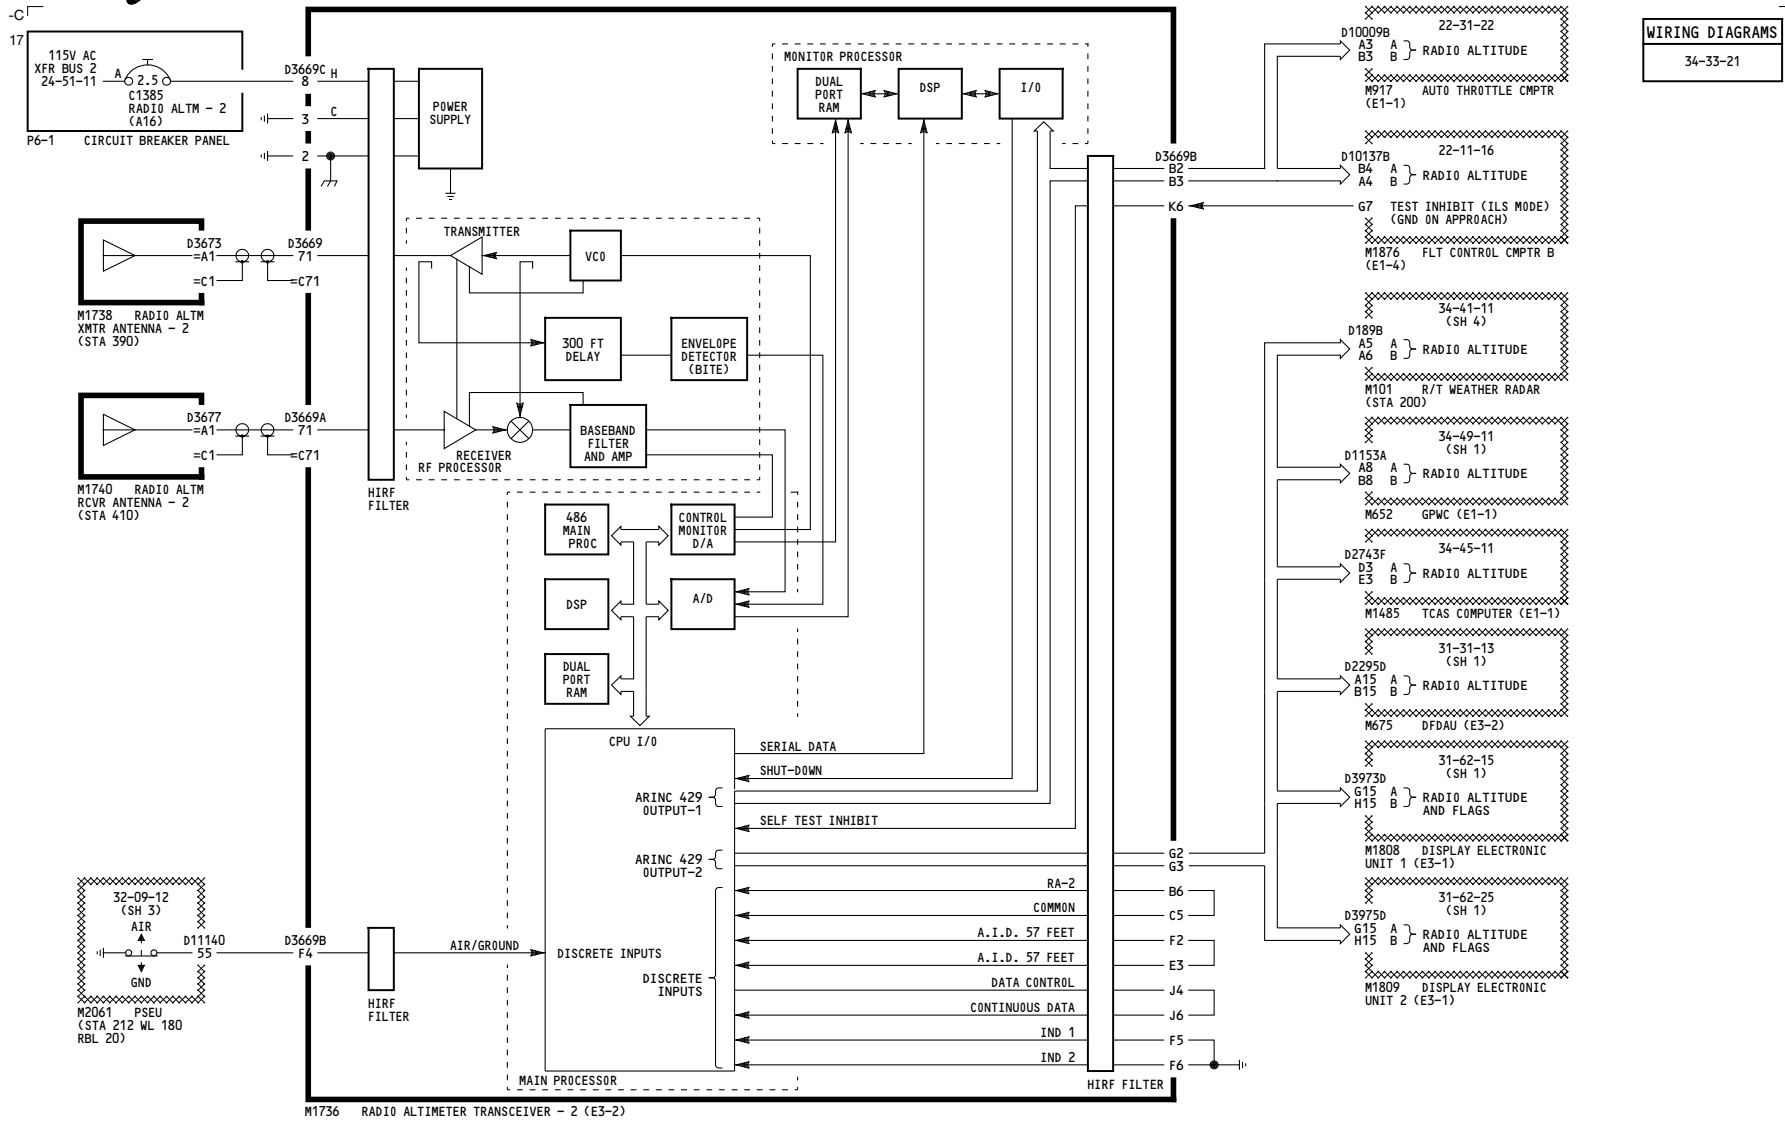 -C
17
115V AC
XFR BUS 2
24-51-11
A
2.5
C1385
RADIO ALTM - 2
(A16)
P6-1 CIRCUIT BREAKER PANEL
D3669C H
8
3 C
2
POWER
SUPPLY
D3673
=A1
=C1
D3669
71
=C71
M1738 RADIO ALTM
XMTR ANTENNA - 2
(STA 390)
D3677
=A1
=C1
D3669A
71
=C71
M1740 RADIO ALTM
RCVR ANTENNA - 2
(STA 410)
HIRF
FILTER
TRANSMITTER
VCO
300 FT
DELAY
ENVELOPE
DETECTOR
(BITE)
BASEBAND
FILTER
AND AMP
RECEIVER
RF PROCESSOR
MONITOR PROCESSOR
DUAL
PORT
RAM
DSP
I/O
486
MAIN
PROC
CONTROL
MONITOR
D/A
DSP
A/D
DUAL
PORT
RAM
CPU I/O
SERIAL DATA
SHUT-DOWN
ARINC 429
OUTPUT-1
SELF TEST INHIBIT
ARINC 429
OUTPUT-2
RA-2
COMMON
A.I.D. 57 FEET
A.I.D. 57 FEET
DATA CONTROL
CONTINUOUS DATA
IND 1
IND 2
DISCRETE INPUTS
DISCRETE
INPUTS
MAIN PROCESSOR
HIRF FILTER
32-09-12
(SH 3)
AIR
GND
D11140
55
D3669B
F4
AIR/GROUND
M2061 PSEU
(STA 212 WL 180
RBL 20)
HIRF
FILTER
M1736 RADIO ALTIMETER TRANSCEIVER - 2 (E3-2)
D3669B
B2
B3
K6
G2
G3
B6
C5
F2
E3
J4
J6
F5
F6
22-31-22
D10009B
A3 A
B3 B
RADIO ALTITUDE
M917 AUTO THROTTLE CMPTR
(E1-1)
22-11-16
D10137B
B4 A
A4 B
RADIO ALTITUDE
G7 TEST INHIBIT (ILS MODE)
(GND ON APPROACH)
M1876 FLT CONTROL CMPTR B
(E1-4)
34-41-11
(SH 4)
D189B
A5 A
A6 B
RADIO ALTITUDE
M101 R/T WEATHER RADAR
(STA 200)
34-49-11
(SH 1)
D1153A
A8 A
B8 B
RADIO ALTITUDE
M652 GPWC (E1-1)
34-45-11
D2743F
D3 A
E3 B
RADIO ALTITUDE
M1485 TCAS COMPUTER (E1-1)
31-31-13
(SH 1)
D2295D
A15 A
B15 B
RADIO ALTITUDE
M675 DFDAU (E3-2)
31-62-15
(SH 1)
D3973D
G15 A
H15 B
RADIO ALTITUDE
AND FLAGS
M1808 DISPLAY ELECTRONIC
UNIT 1 (E3-1)
31-62-25
(SH 1)
D3975D
G15 A
H15 B
RADIO ALTITUDE
AND FLAGS
M1809 DISPLAY ELECTRONIC
UNIT 2 (E3-1)
WIRING DIAGRAMS
34-33-21